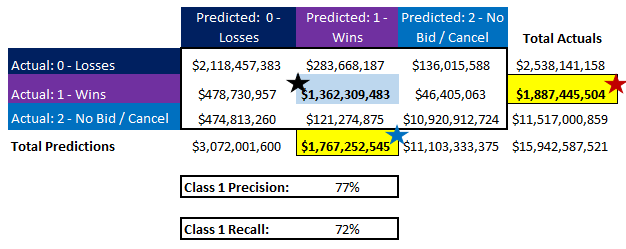 Predicted: 0 - Losses Predicted: 1 - Wins Predicted: 2 - No Bid / Cancel Total Actuals
Actual: 0 - Losses $2,118,457,383 $283,668,187 $136,015,588 $2,538,141,158
Actual: 1 - Wins $478,730,957 $1,362,309,483 $46,405,063 $1,887,445,504
Actual: 2 - No Bid / Cancel $474,813,260 $121,274,875 $10,920,912,724 $11,517,000,859
Total Predictions $3,072,001,600 $1,767,252,545 $11,103,333,375 $15,942,587,521
Class 1 Precision: 77%
Class 1 Recall: 72%